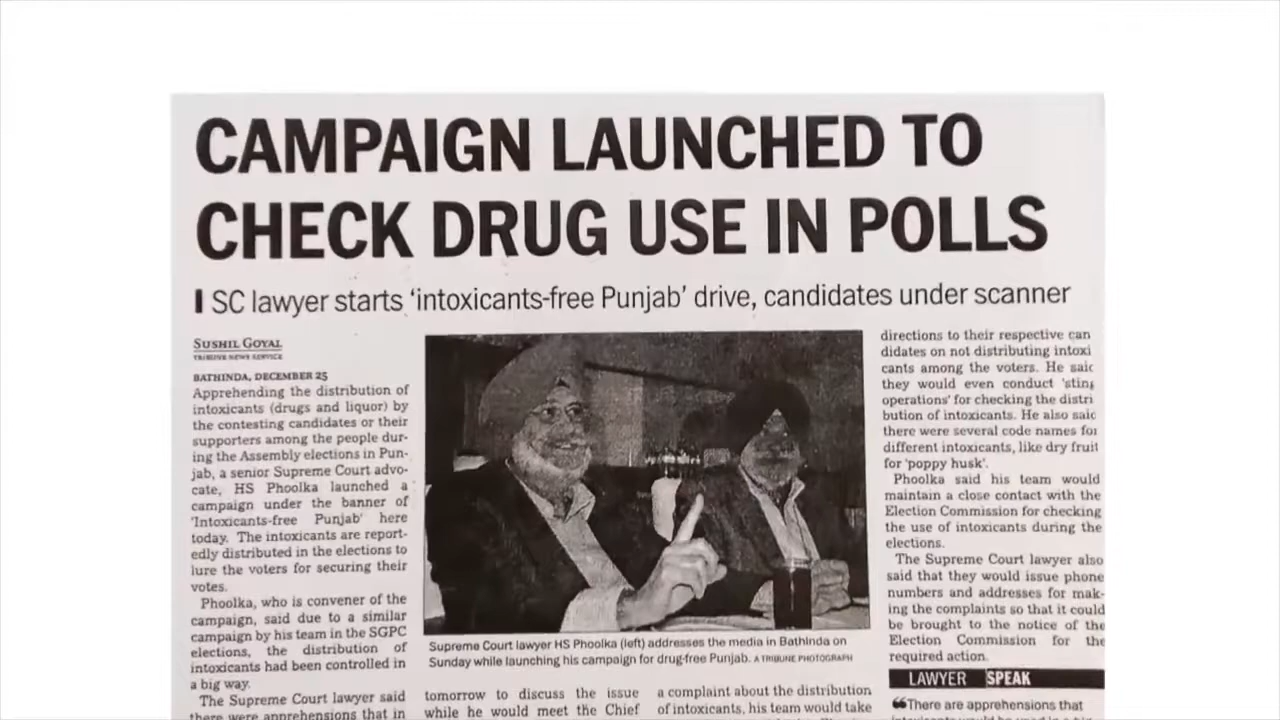 CAMPAIGN LAUNCHED TO
CHECK DRUG USE IN POLLS
SC lawyer starts ‘intoxicants-free Punjab’ drive, candidates under scanner
SUSHIL GOYAL
TRIBUNE NEWS SERVICE
BATHINDA, DECEMBER 25
Apprehending the distribution of
intoxicants (drugs and liquor) by
the contesting candidates or their
supporters among the people dur-
ing the Assembly elections in Pun-
jab, a senior Supreme Court advo-
cate, HS Phoolka launched a
campaign under the banner of
‘Intoxicants-free Punjab’ here
today. The intoxicants are report-
edly distributed in the elections to
lure the voters for securing their
votes.
Phoolka, who is convener of the
campaign, said due to a similar
campaign by his team in the SGPC
elections, the distribution of
intoxicants had been controlled in
a big way.
The Supreme Court lawyer said
there were apprehensions that in
Supreme Court lawyer HS Phoolka (left) addresses the media in Bathinda on
Sunday while launching his campaign for drug-free Punjab. A TRIBUNE PHOTOGRAPH
tomorrow to discuss the issue
while he would meet the Chief
a complaint about the distribution
of intoxicants, his team would take
directions to their respective can
didates on not distributing intoxi
cants among the voters. He saic
they would even conduct ‘sting
operations’ for checking the distri
bution of intoxicants. He also saic
there were several code names for
different intoxicants, like dry fruit
for ‘poppy husk’.
Phoolka said his team would
maintain a close contact with the
Election Commission for checking
the use of intoxicants during the
elections.
The Supreme Court lawyer also
said that they would issue phone
numbers and addresses for mak-
ing the complaints so that it could
be brought to the notice of the
Election Commission for the
required action.
LAWYER SPEAK
“There are apprehensions that